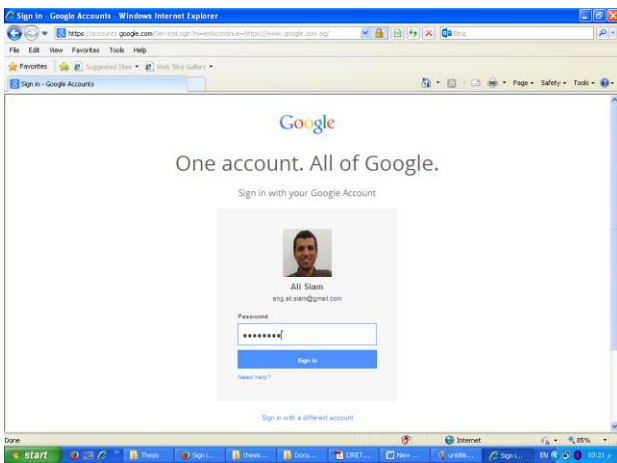 Sign in - Google Accounts - Windows Internet Explorer
https://accounts.google.com/ServiceLogin?hl=en&continue=https://www.google.com.eg/
Bing
File Edit View Favorites Tools Help
Favorites Suggested Sites Web Slice Gallery
Sign in - Google Accounts
Page Safety Tools
Google
One account. All of Google.
Sign in with your Google Account
Ali Siam
eng.ali.siam@gmail.com
Password
Sign in
Need help?
Sign in with a different account
Done Internet 85%
start Thesis Sign i... thesis... Docu... IJRET... New ... untitle... Sign i... EN 03:21